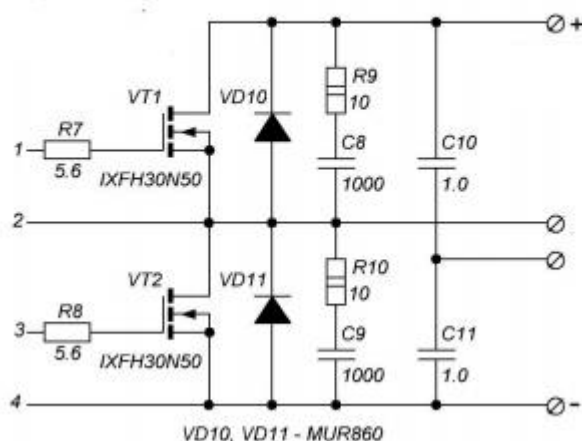 +
R9
10
VT1
VD10
R7
1
5.6
C8
C10
IXFH30N50
1000
1.0
2
VT2
VD11
R10
10
R8
3
5.6
C9
C11
IXFH30N50
1000
1.0
4
-
VD10, VD11 - MUR860